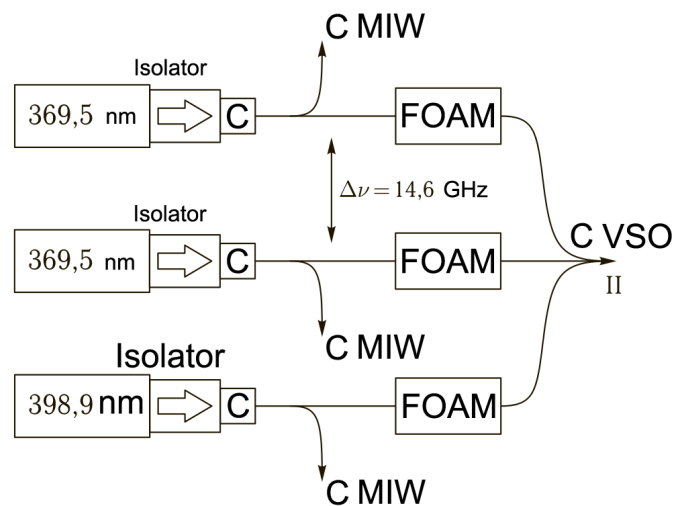 C MIW
Isolator
369,5 nm
C
FOAM
Δν = 14,6 GHz
Isolator
369,5 nm
C
FOAM
C VSO
II
C MIW
Isolator
398,9 nm
C
FOAM
C MIW